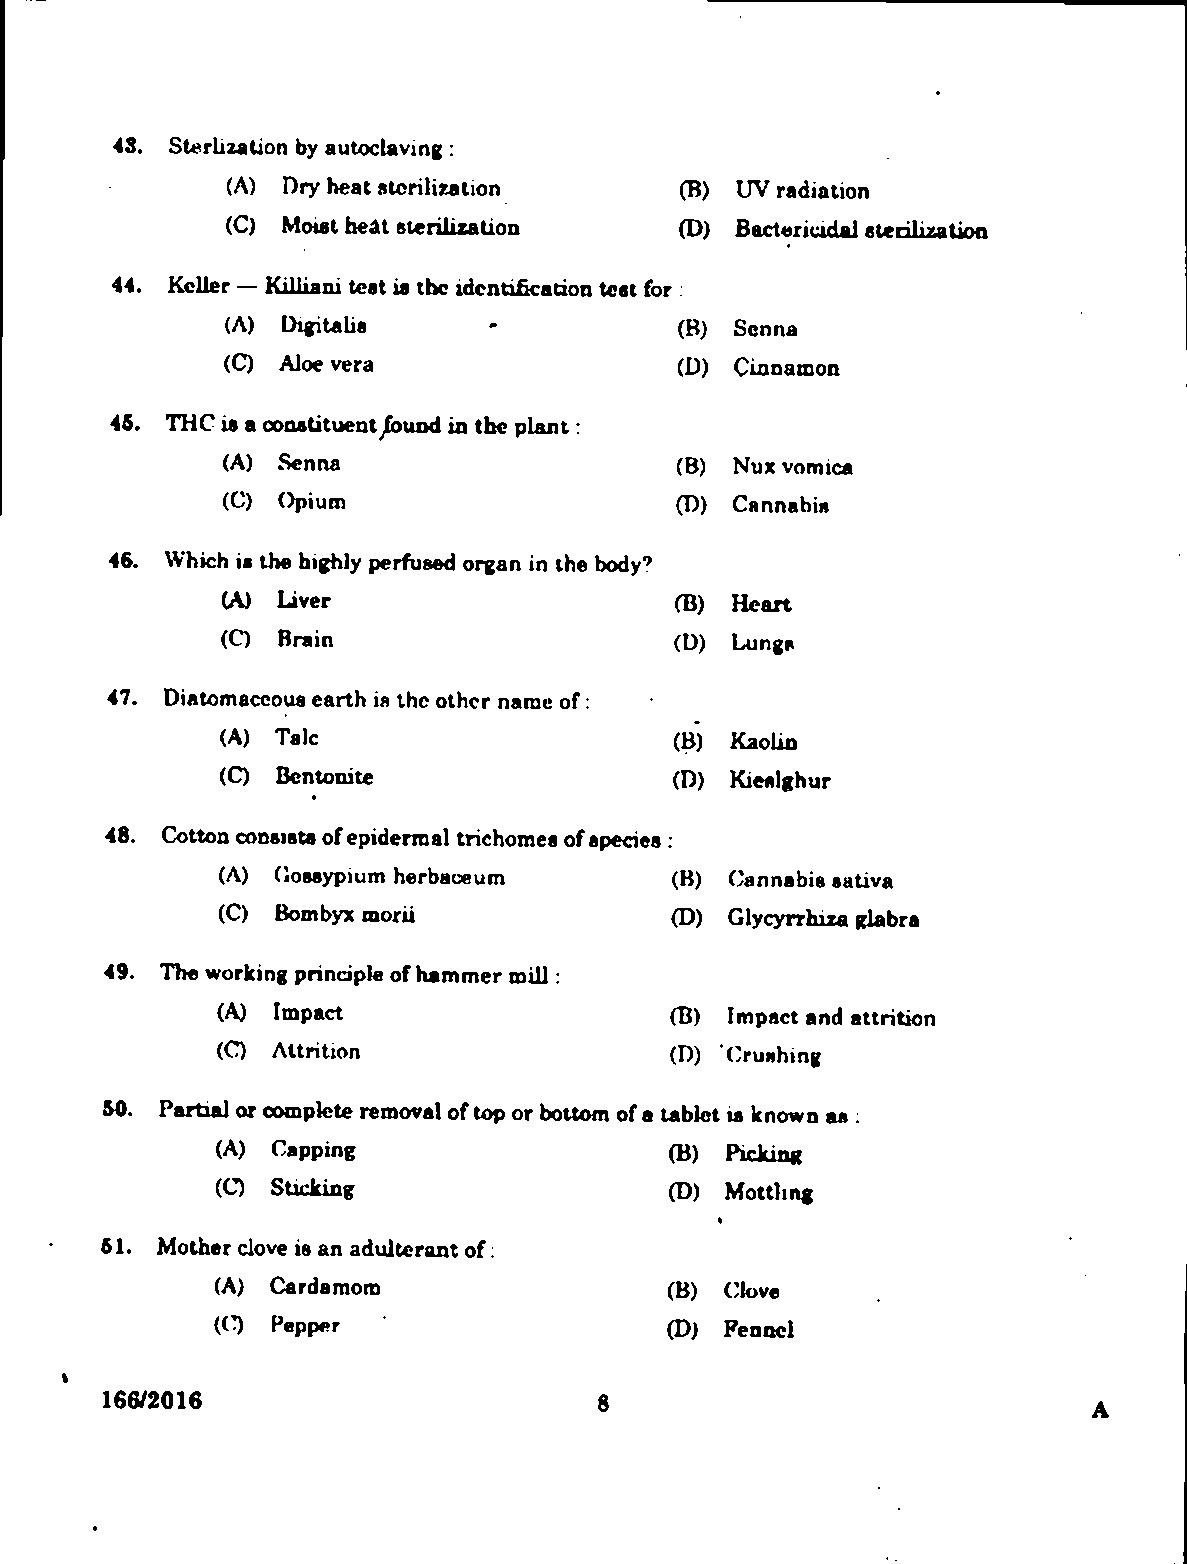 43. Sterlization by autoclaving :
(A) Dry heat sterilization (B) UV radiation
(C) Moist heat sterilization (D) Bactericidal sterilization
44. Keller — Killiani test is the identification test for :
(A) Digitalis (B) Senna
(C) Aloe vera (D) Cinnamon
45. THC is a constituent found in the plant :
(A) Senna (B) Nux vomica
(C) Opium (D) Cannabis
46. Which is the highly perfused organ in the body?
(A) Liver (B) Heart
(C) Brain (D) Lungs
47. Diatomaceous earth is the other name of :
(A) Talc (B) Kaolin
(C) Bentonite (D) Kieslghur
48. Cotton consists of epidermal trichomes of species :
(A) Gossypium herbaceum (B) Cannabis sativa
(C) Bombyx morii (D) Glycyrrhiza glabra
49. The working principle of hammer mill :
(A) Impact (B) Impact and attrition
(C) Attrition (D) Crushing
50. Partial or complete removal of top or bottom of a tablet is known as :
(A) Capping (B) Picking
(C) Sticking (D) Mottling
51. Mother clove is an adulterant of :
(A) Cardamom (B) Clove
(C) Pepper (D) Fennel
166/2016 8 A